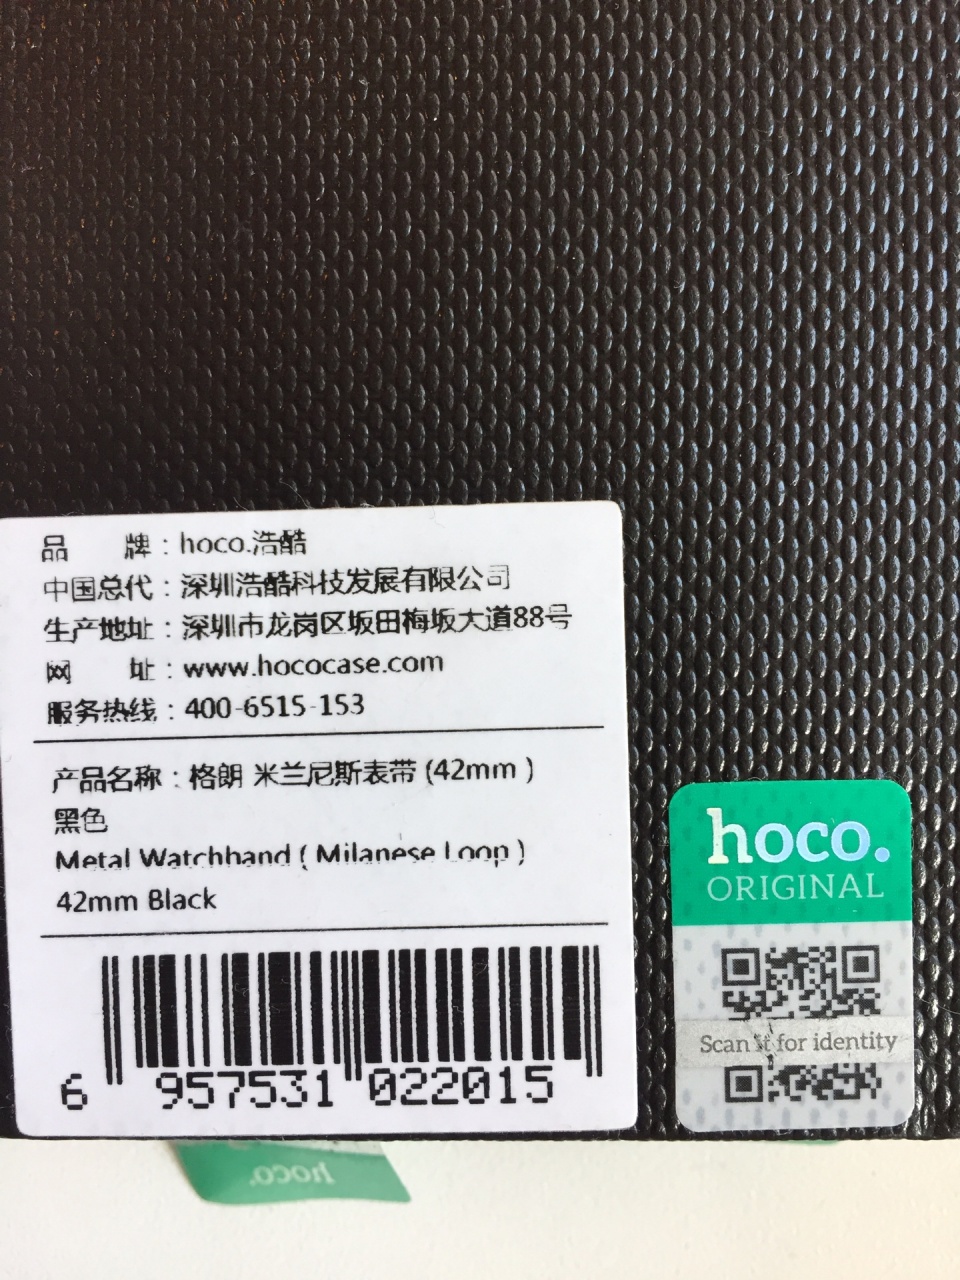 品 牌：hoco.浩酷
中国总代：深圳浩酷科技发展有限公司
生产地址：深圳市龙岗区坂田梅坂大道88号
网 址：www.hococase.com
服务热线：400-6515-153
产品名称：格朗 米兰尼斯表带 (42mm )
黑色
Metal Watchband ( Milanese Loop )
42mm Black
6 957531 022015
hoco.
ORIGINAL
Scan it for identity
hoco.